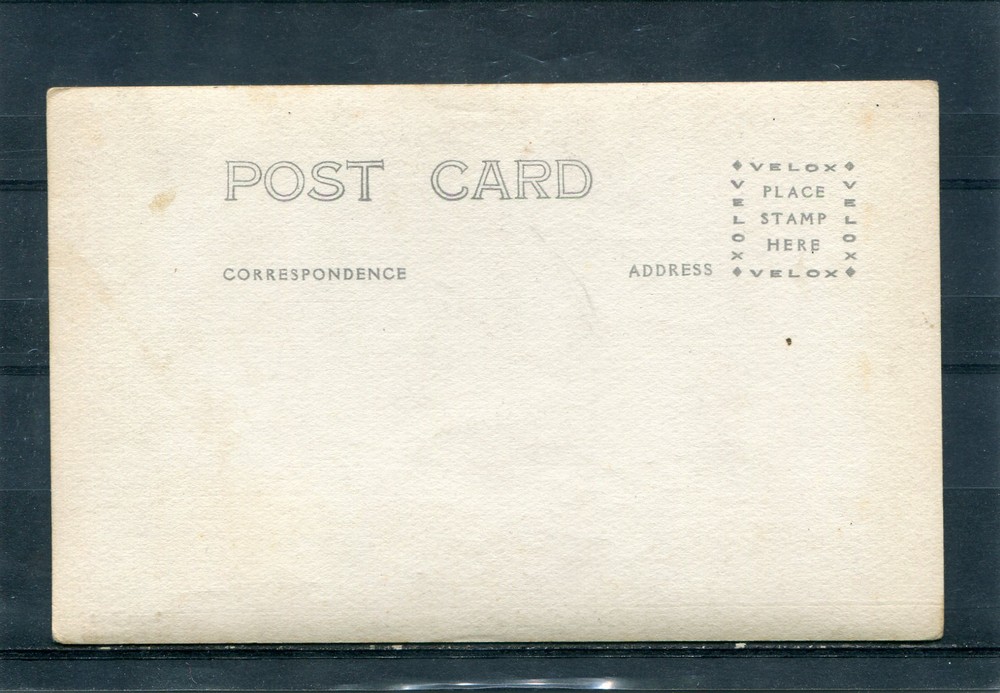 POST CARD
CORRESPONDENCE
ADDRESS
VELOX
VELOX
PLACE
STAMP
HERE
VELOX
VELOX